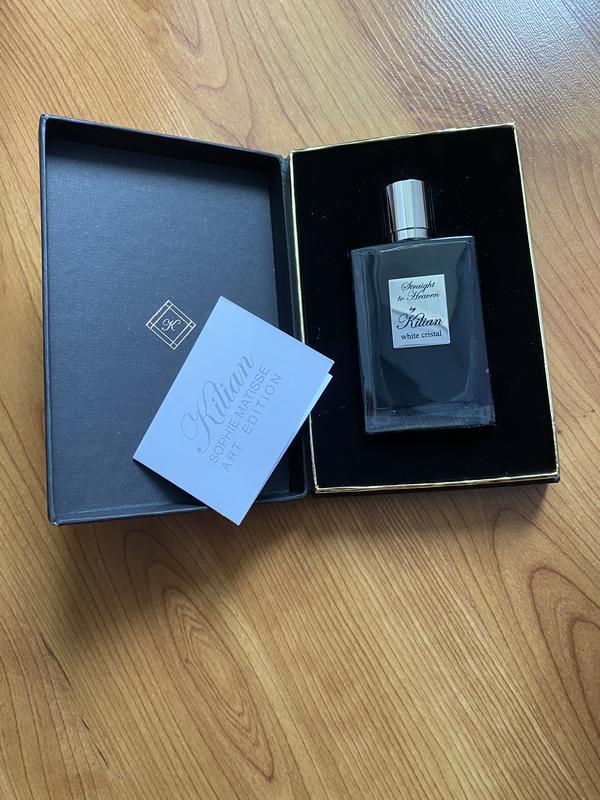 K
Kilian
SOPHIE MATISSE
ART EDITION
Straight
to Heaven
by
Kilian
white cristal